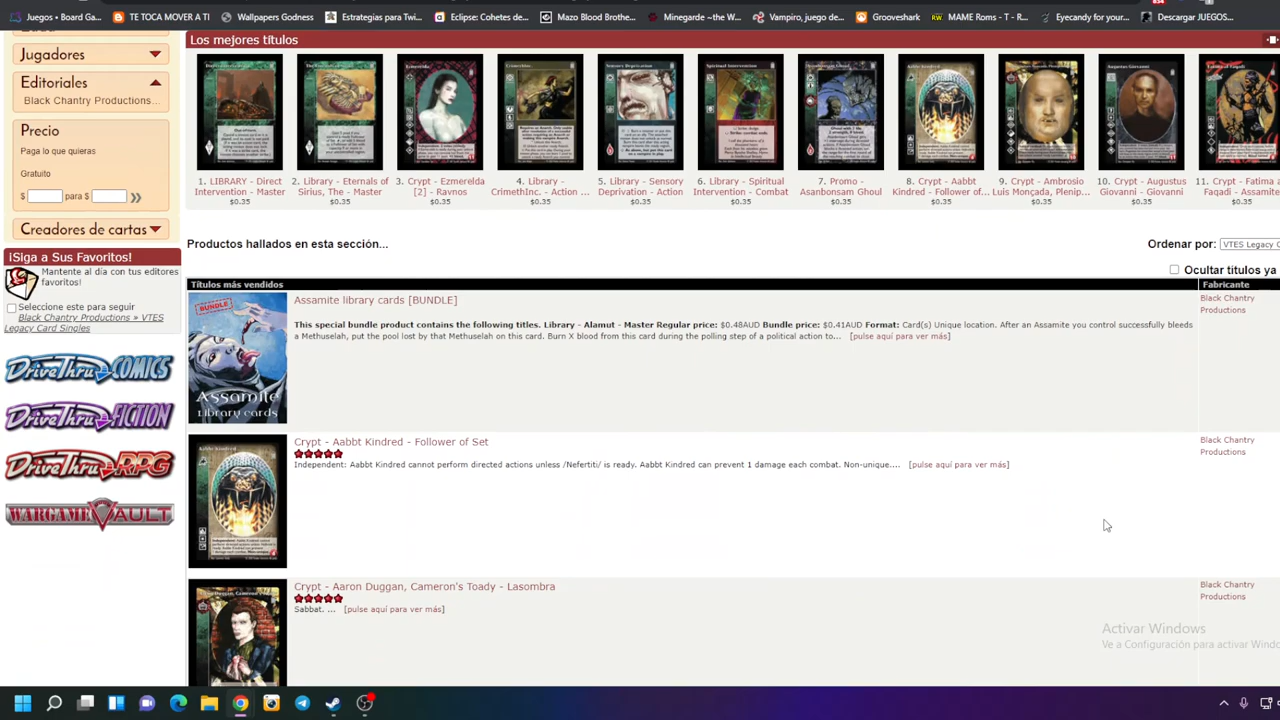 Juegos • Board Ga...
TE TOCA MOVER A TI
Wallpapers Godness
Estrategias para Twi...
Eclipse: Cohetes de...
Mazo Blood Brothe...
Minegarde ~the W...
Vampiro, juego de...
Grooveshark
MAME Roms - T - R...
Eyecandy for your...
Descargar JUEGOS...
Jugadores
Editoriales
Black Chantry Productions...
Precio
Pago lo que quieras
Gratuito
$ para $
Creadores de cartas
¡Siga a Sus Favoritos!
Mantente al día con tus editores
favoritos!
Seleccione este para seguir
Black Chantry Productions » VTES
Legacy Card Singles
DriveThru COMICS
DriveThru FICTION
DriveThru RPG
WARGAME VAULT
Los mejores títulos
1. LIBRARY - Direct
Intervention - Master
$0.35
2. Library - Eternals of
Sirius, The - Master
$0.35
3. Crypt - Ezmerelda
[2] - Ravnos
$0.35
4. Library -
CrimethInc. - Action ...
$0.35
5. Library - Sensory
Deprivation - Action
$0.35
6. Library - Spiritual
Intervention - Combat
$0.35
7. Promo -
Asanbonsam Ghoul
$0.35
8. Crypt - Aabbt
Kindred - Follower of...
$0.35
9. Crypt - Ambrosio
Luis Monçada, Plenip...
$0.35
10. Crypt - Augustus
Giovanni - Giovanni
$0.35
11. Crypt - Fatima a
Faqadi - Assamite
$0.35
Productos hallados en esta sección...
Ordenar por:
VTES Legacy C
Ocultar titulos ya
Títulos más vendidos
Fabricante
BUNDLE
Assamite
Library cards
Assamite library cards [BUNDLE]
This special bundle product contains the following titles. Library - Alamut - Master Regular price: $0.48AUD Bundle price: $0.41AUD Format: Card(s) Unique location. After an Assamite you control successfully bleeds
a Methuselah, put the pool lost by that Methuselah on this card. Burn X blood from this card during the polling step of a political action to... [pulse aquí para ver más]
Black Chantry
Productions
Crypt - Aabbt Kindred - Follower of Set
Independent: Aabbt Kindred cannot perform directed actions unless /Nefertiti/ is ready. Aabbt Kindred can prevent 1 damage each combat. Non-unique.... [pulse aquí para ver más]
Black Chantry
Productions
Crypt - Aaron Duggan, Cameron's Toady - Lasombra
Sabbat. ... [pulse aquí para ver más]
Black Chantry
Productions
Activar Windows
Ve a Configuración para activar Windo